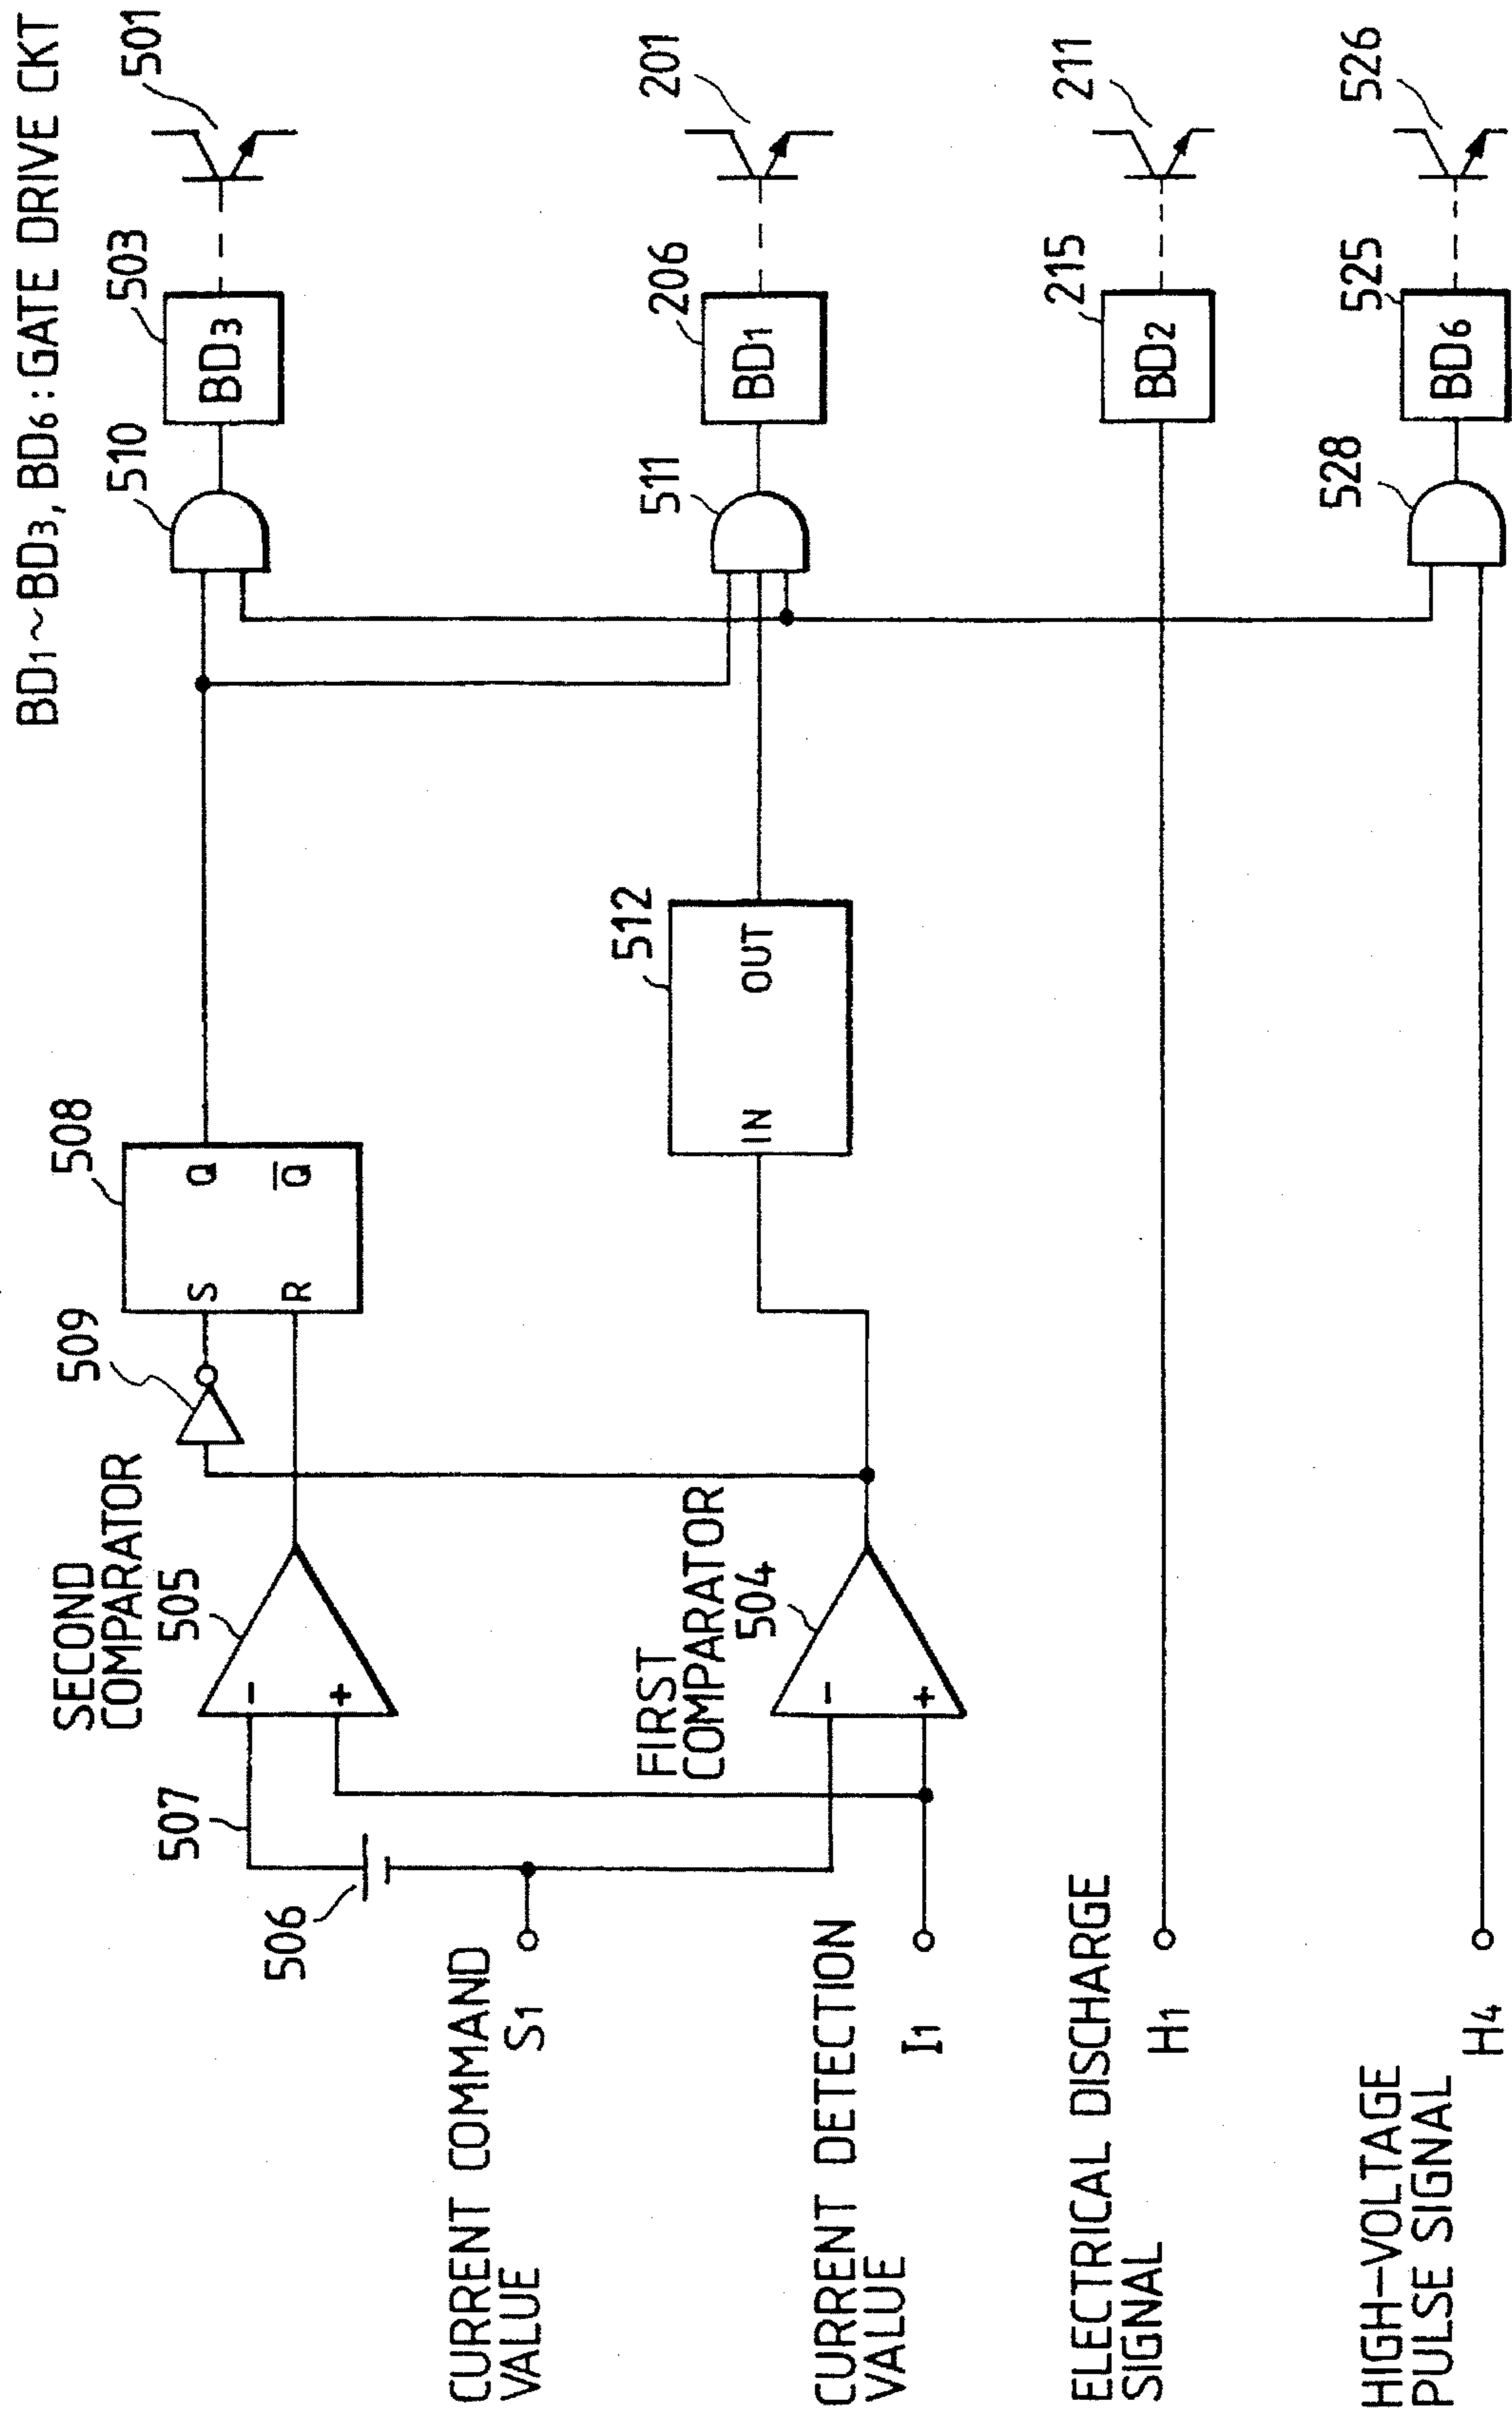 BD1~BD3, BD6 : GATE DRIVE CKT
SECOND
COMPARATOR
505
507
506
509
508
S
R
Q
Q̅
510
503
BD3
501
-
+
CURRENT COMMAND
VALUE
S1
FIRST
COMPARATOR
504
-
+
512
IN
OUT
511
206
BD1
201
CURRENT DETECTION
VALUE
I1
ELECTRICAL DISCHARGE
SIGNAL
H1
215
BD2
211
HIGH-VOLTAGE
PULSE SIGNAL
H4
528
525
BD6
526